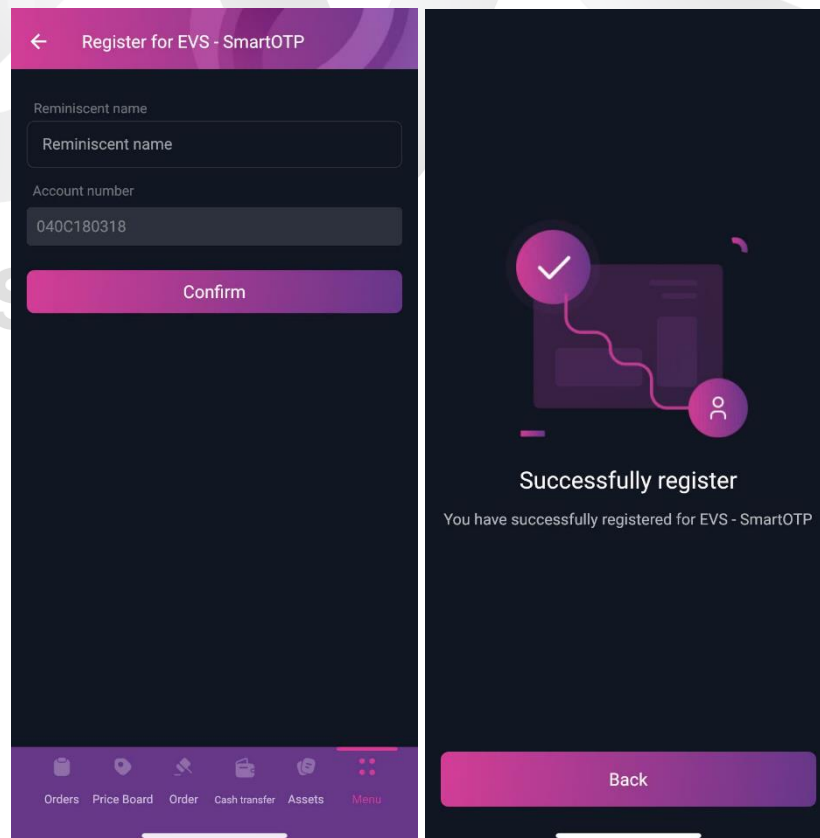 Register for EVS - SmartOTP
Reminiscent name
Reminiscent name
Account number
040C180318
Confirm
Orders Price Board Order Cash transfer Assets Menu
Successfully register
You have successfully registered for EVS - SmartOTP
Back